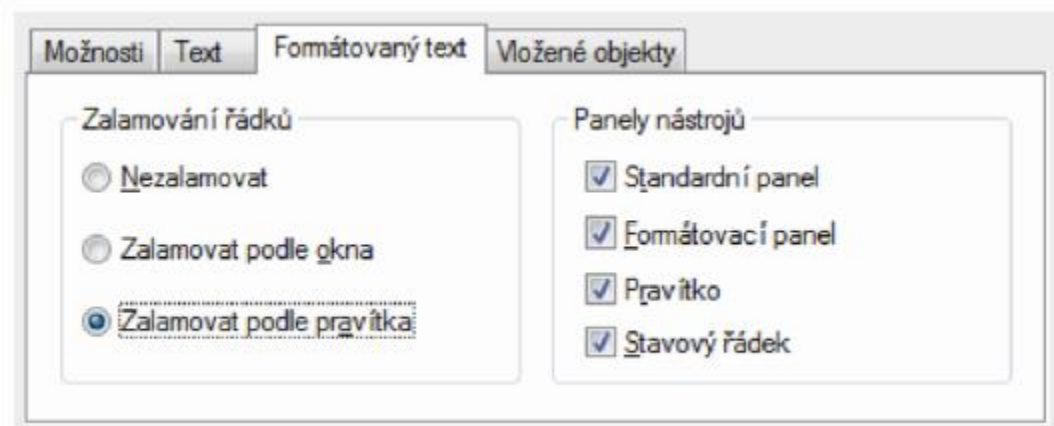 Možnosti Text Formátovaný text Vložené objekty
Zalamování řádků
Nezalamovat
Zalamovat podle okna
Zalamovat podle pravítka
Panely nástrojů
Standardní panel
Formátovací panel
Pravítko
Stavový řádek